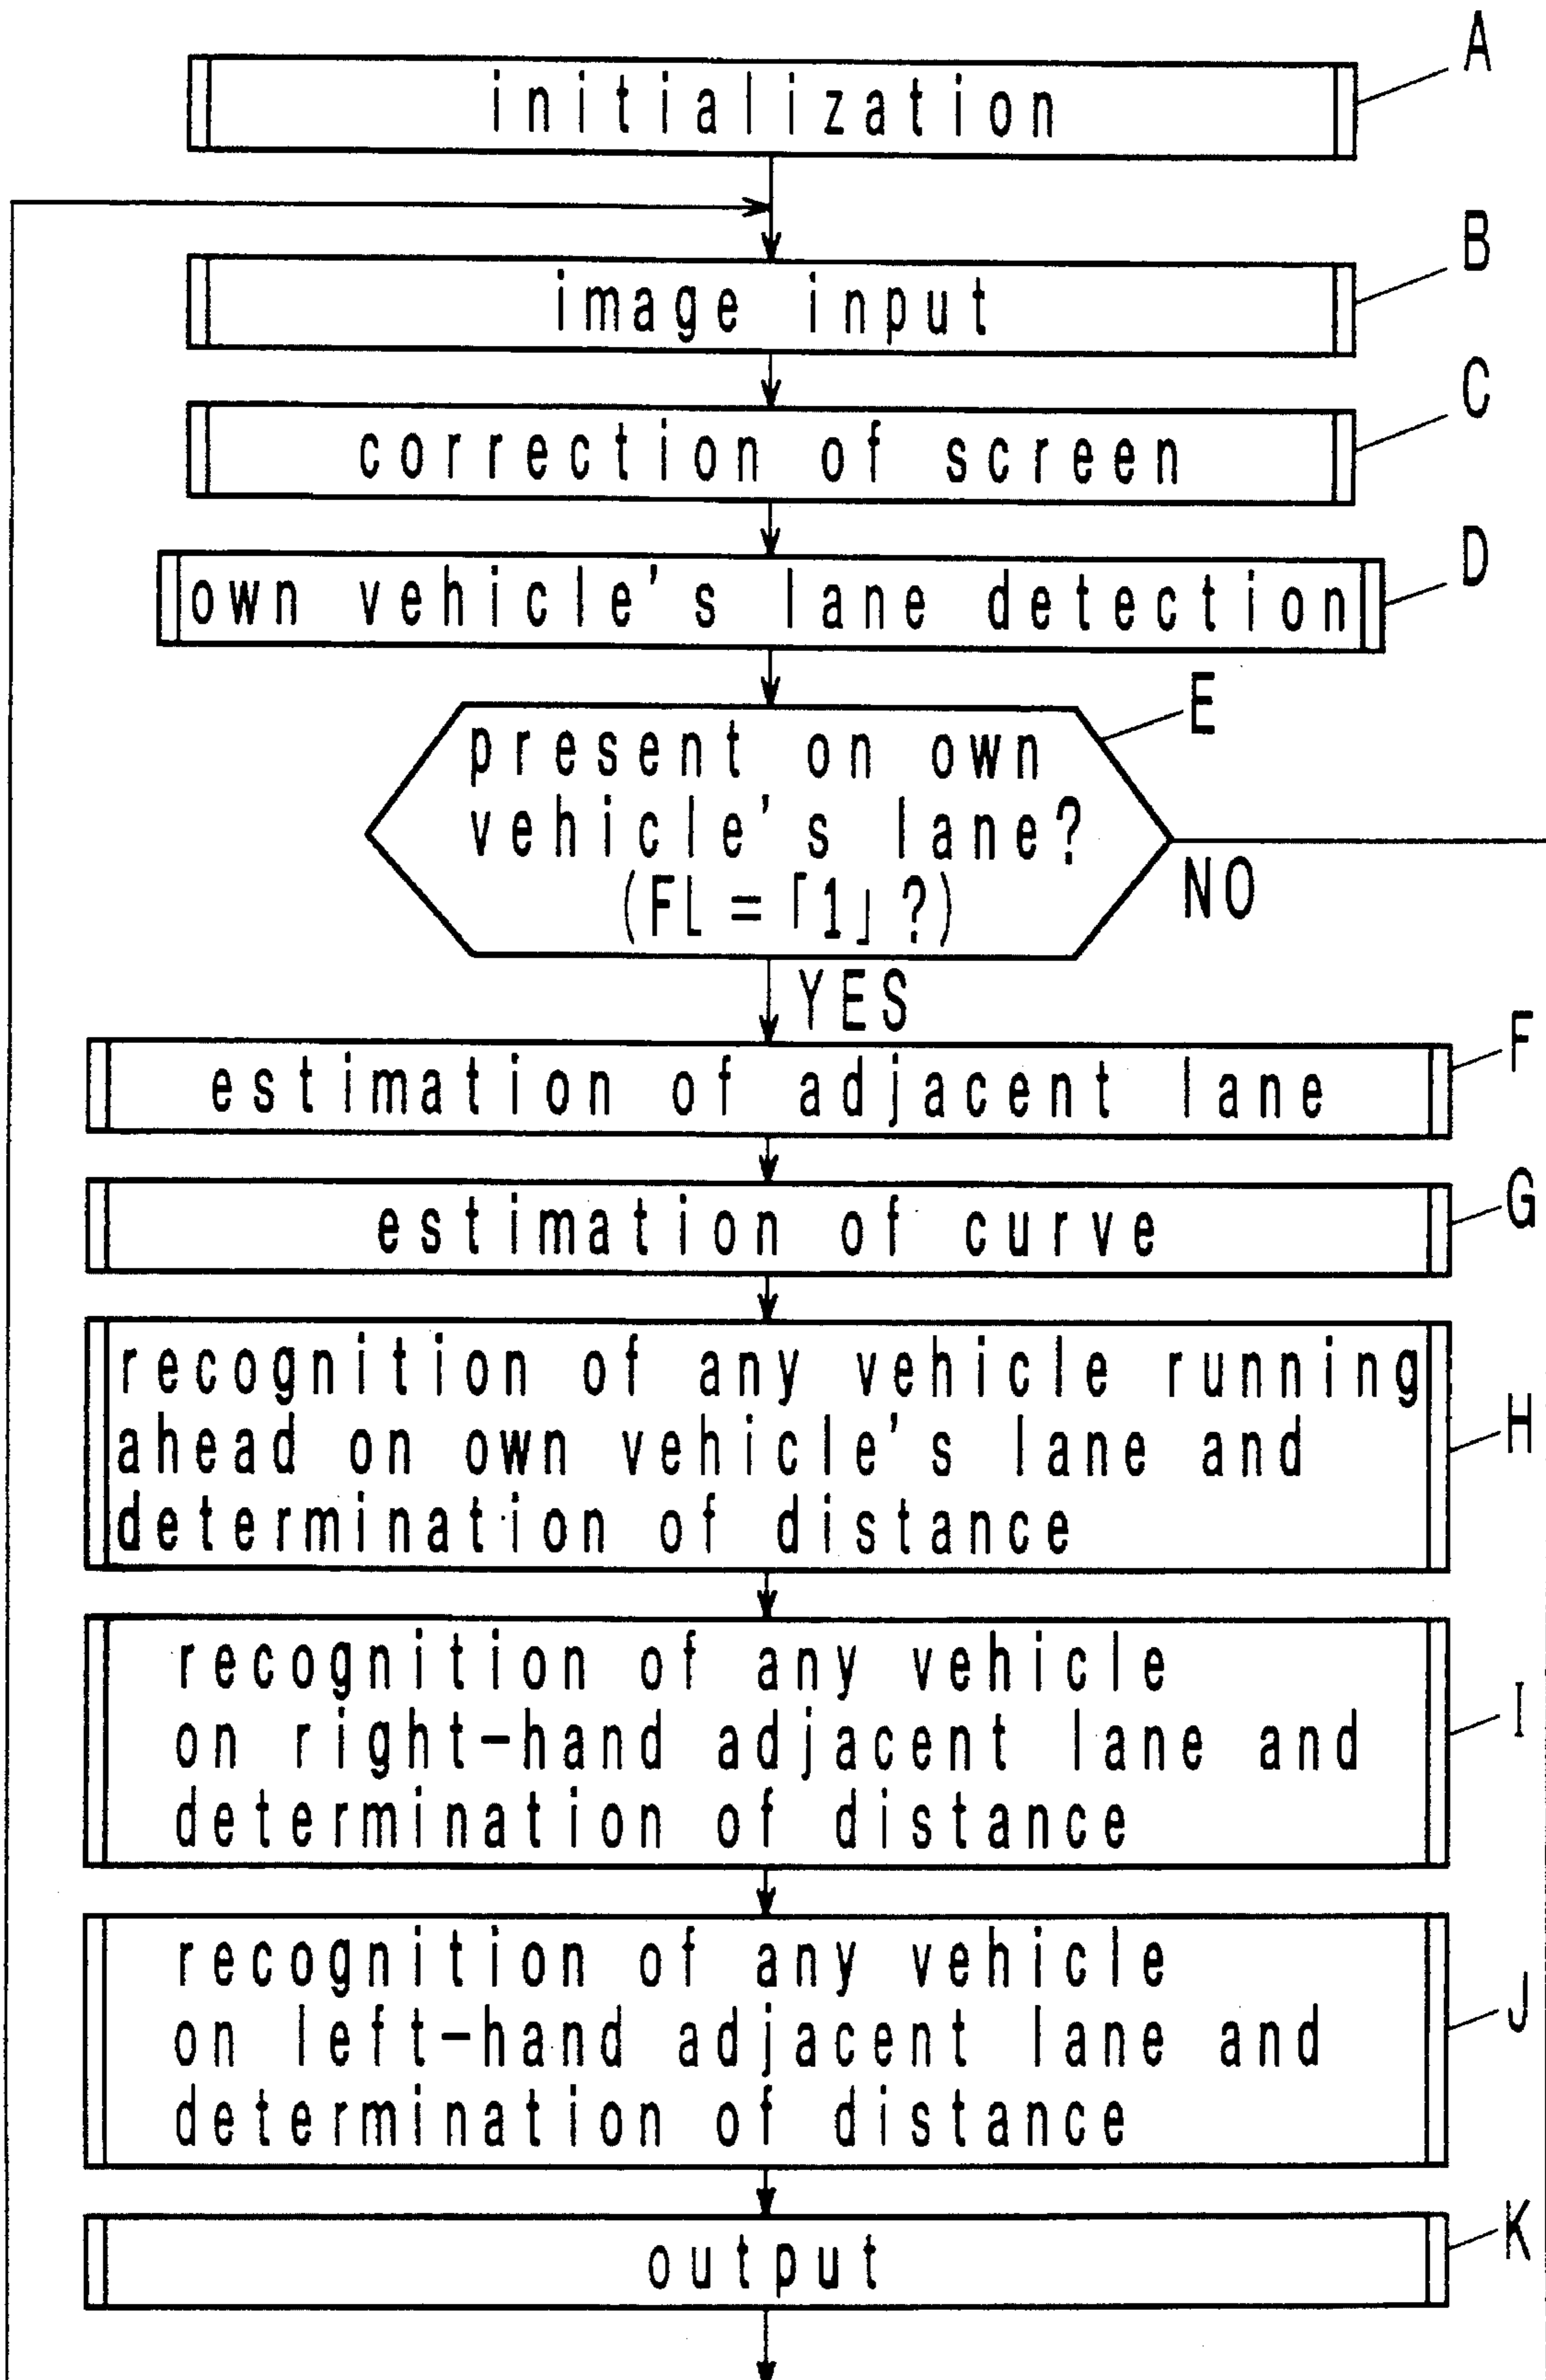 A
initialization
B
image input
C
correction of screen
D
own vehicle's lane detection
E
present on own
vehicle's lane?
(FL=「1」?)
NO
YES
F
estimation of adjacent lane
G
estimation of curve
H
recognition of any vehicle running
ahead on own vehicle's lane and
determination of distance
I
recognition of any vehicle
on right-hand adjacent lane and
determination of distance
J
recognition of any vehicle
on left-hand adjacent lane and
determination of distance
K
output